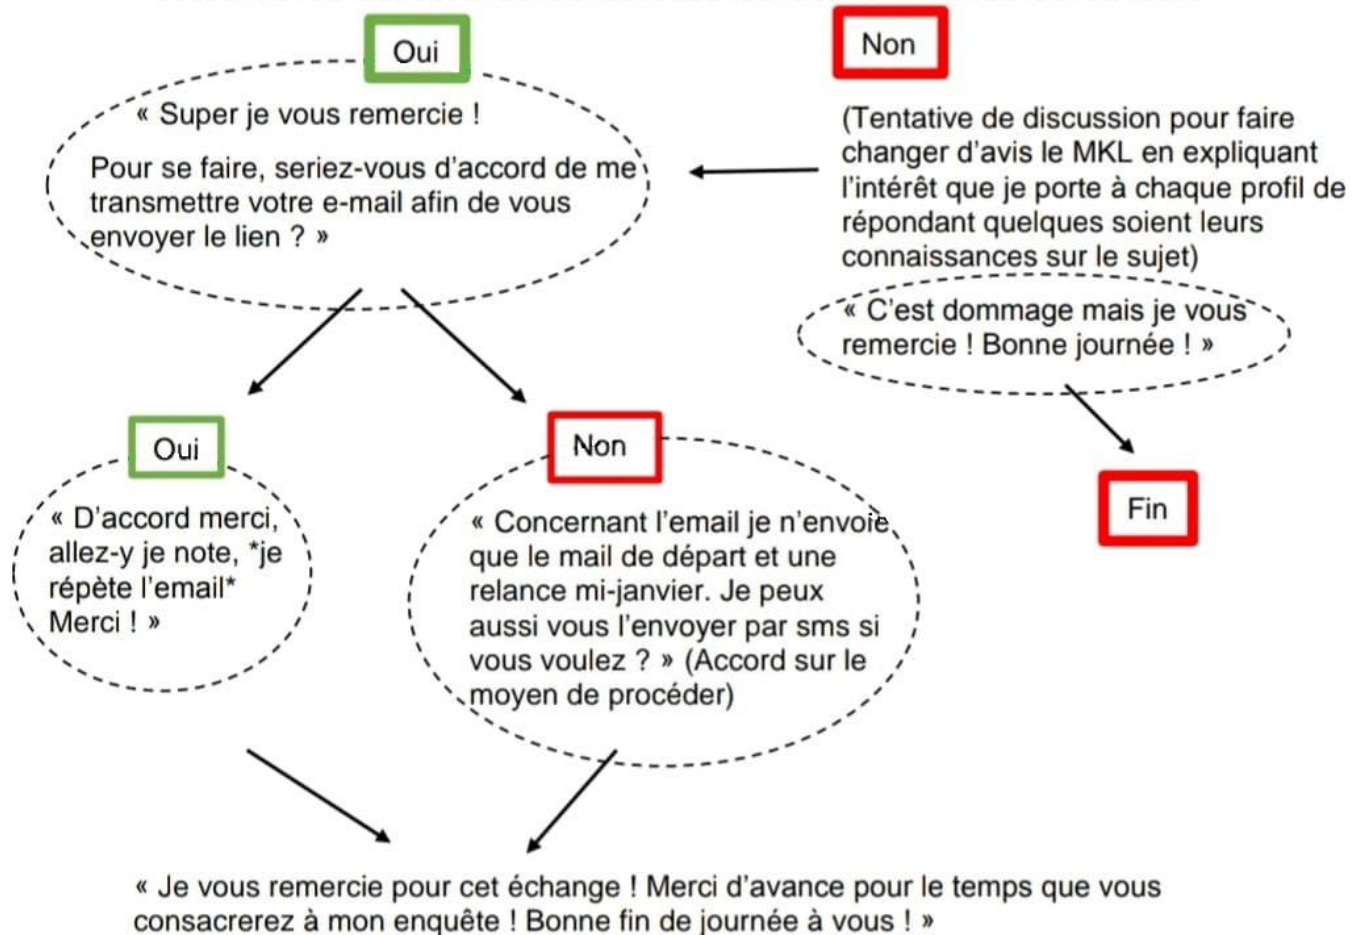 Oui
« Super je vous remercie !
Pour se faire, seriez-vous d'accord de me
transmettre votre e-mail afin de vous
envoyer le lien ? »
Non
(Tentative de discussion pour faire
changer d'avis le MKL en expliquant
l'intérêt que je porte à chaque profil de
répondant quelques soient leurs
connaissances sur le sujet)
« C'est dommage mais je vous
remercie ! Bonne journée ! »
Fin
Oui
« D'accord merci,
allez-y je note, *je
répète l'email*
Merci ! »
Non
« Concernant l'email je n'envoie
que le mail de départ et une
relance mi-janvier. Je peux
aussi vous l'envoyer par sms si
vous voulez ? » (Accord sur le
moyen de procéder)
« Je vous remercie pour cet échange ! Merci d'avance pour le temps que vous
consacrerez à mon enquête ! Bonne fin de journée à vous ! »